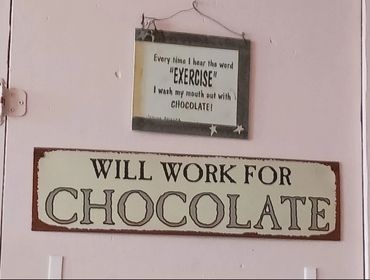 Every time I hear the word
"EXERCISE"
I wash my mouth out with
CHOCOLATE!
WILL WORK FOR
CHOCOLATE